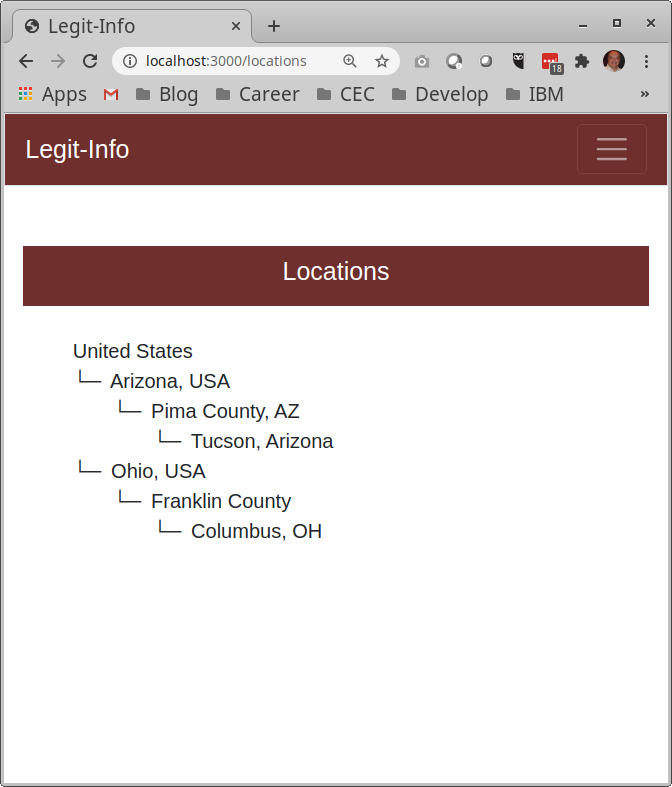 Legit-Info
localhost:3000/locations
18
Apps Blog Career CEC Develop IBM »
Legit-Info
Locations
United States
└─ Arizona, USA
└─ Pima County, AZ
└─ Tucson, Arizona
└─ Ohio, USA
└─ Franklin County
└─ Columbus, OH